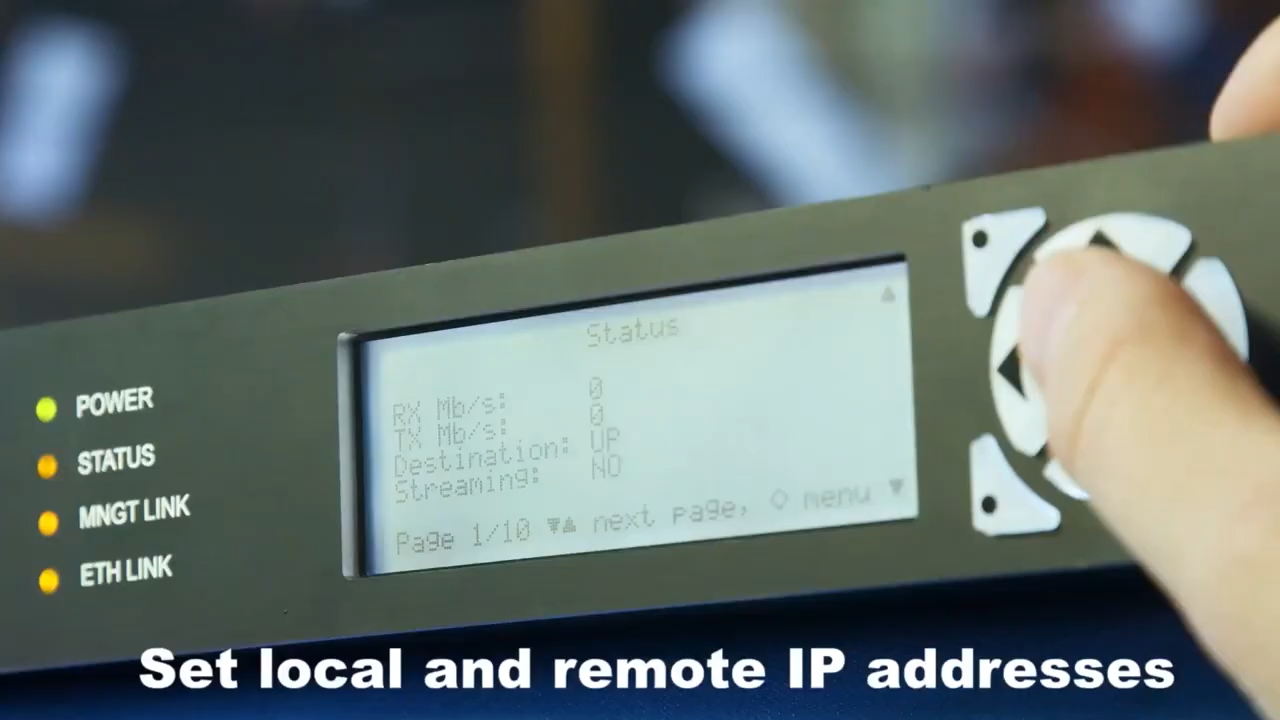 Status
RX Mb/s: 0
TX Mb/s: 0
Destination: UP
Streaming: NO
Page 1/10 ▼▲ next page, ◇ menu ▼
POWER
STATUS
MNGT LINK
ETH LINK
Set local and remote IP addresses